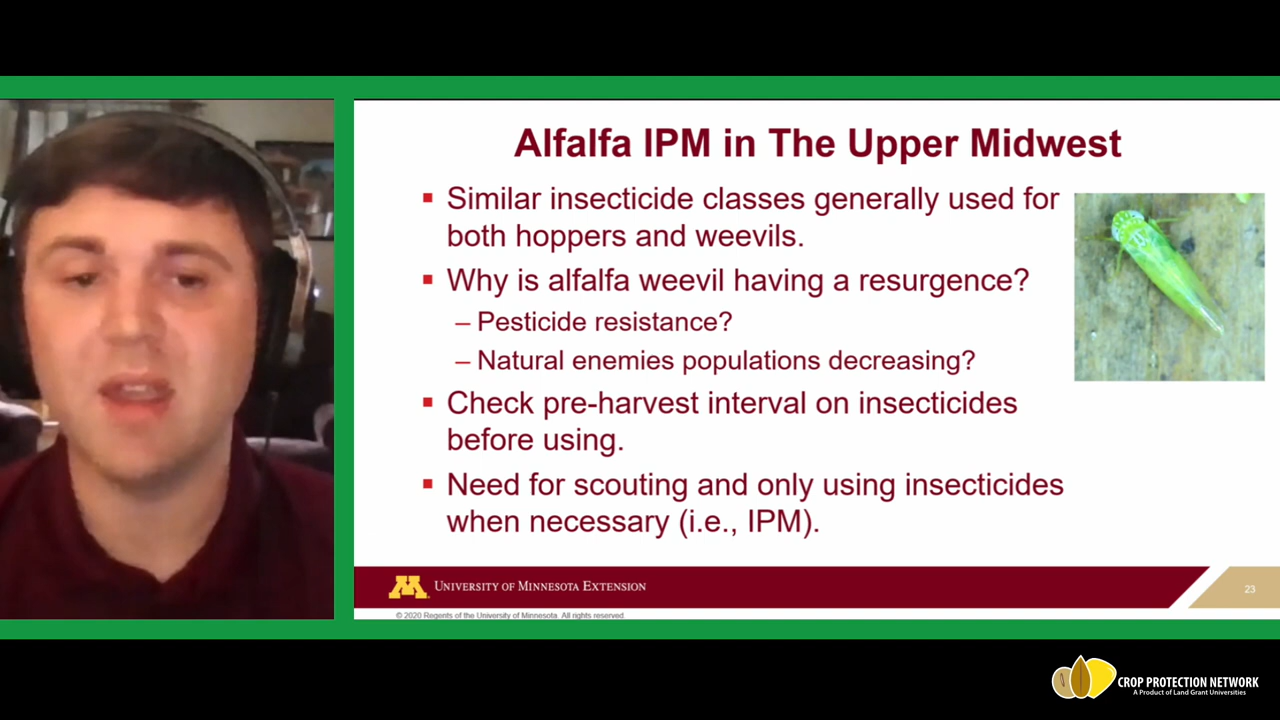 Alfalfa IPM in The Upper Midwest
▪ Similar insecticide classes generally used for
both hoppers and weevils.
▪ Why is alfalfa weevil having a resurgence?
– Pesticide resistance?
– Natural enemies populations decreasing?
▪ Check pre-harvest interval on insecticides
before using.
▪ Need for scouting and only using insecticides
when necessary (i.e., IPM).
M UNIVERSITY OF MINNESOTA EXTENSION
23
© 2020 Regents of the University of Minnesota. All rights reserved.
CROP PROTECTION NETWORK
A Product of Land Grant Universities